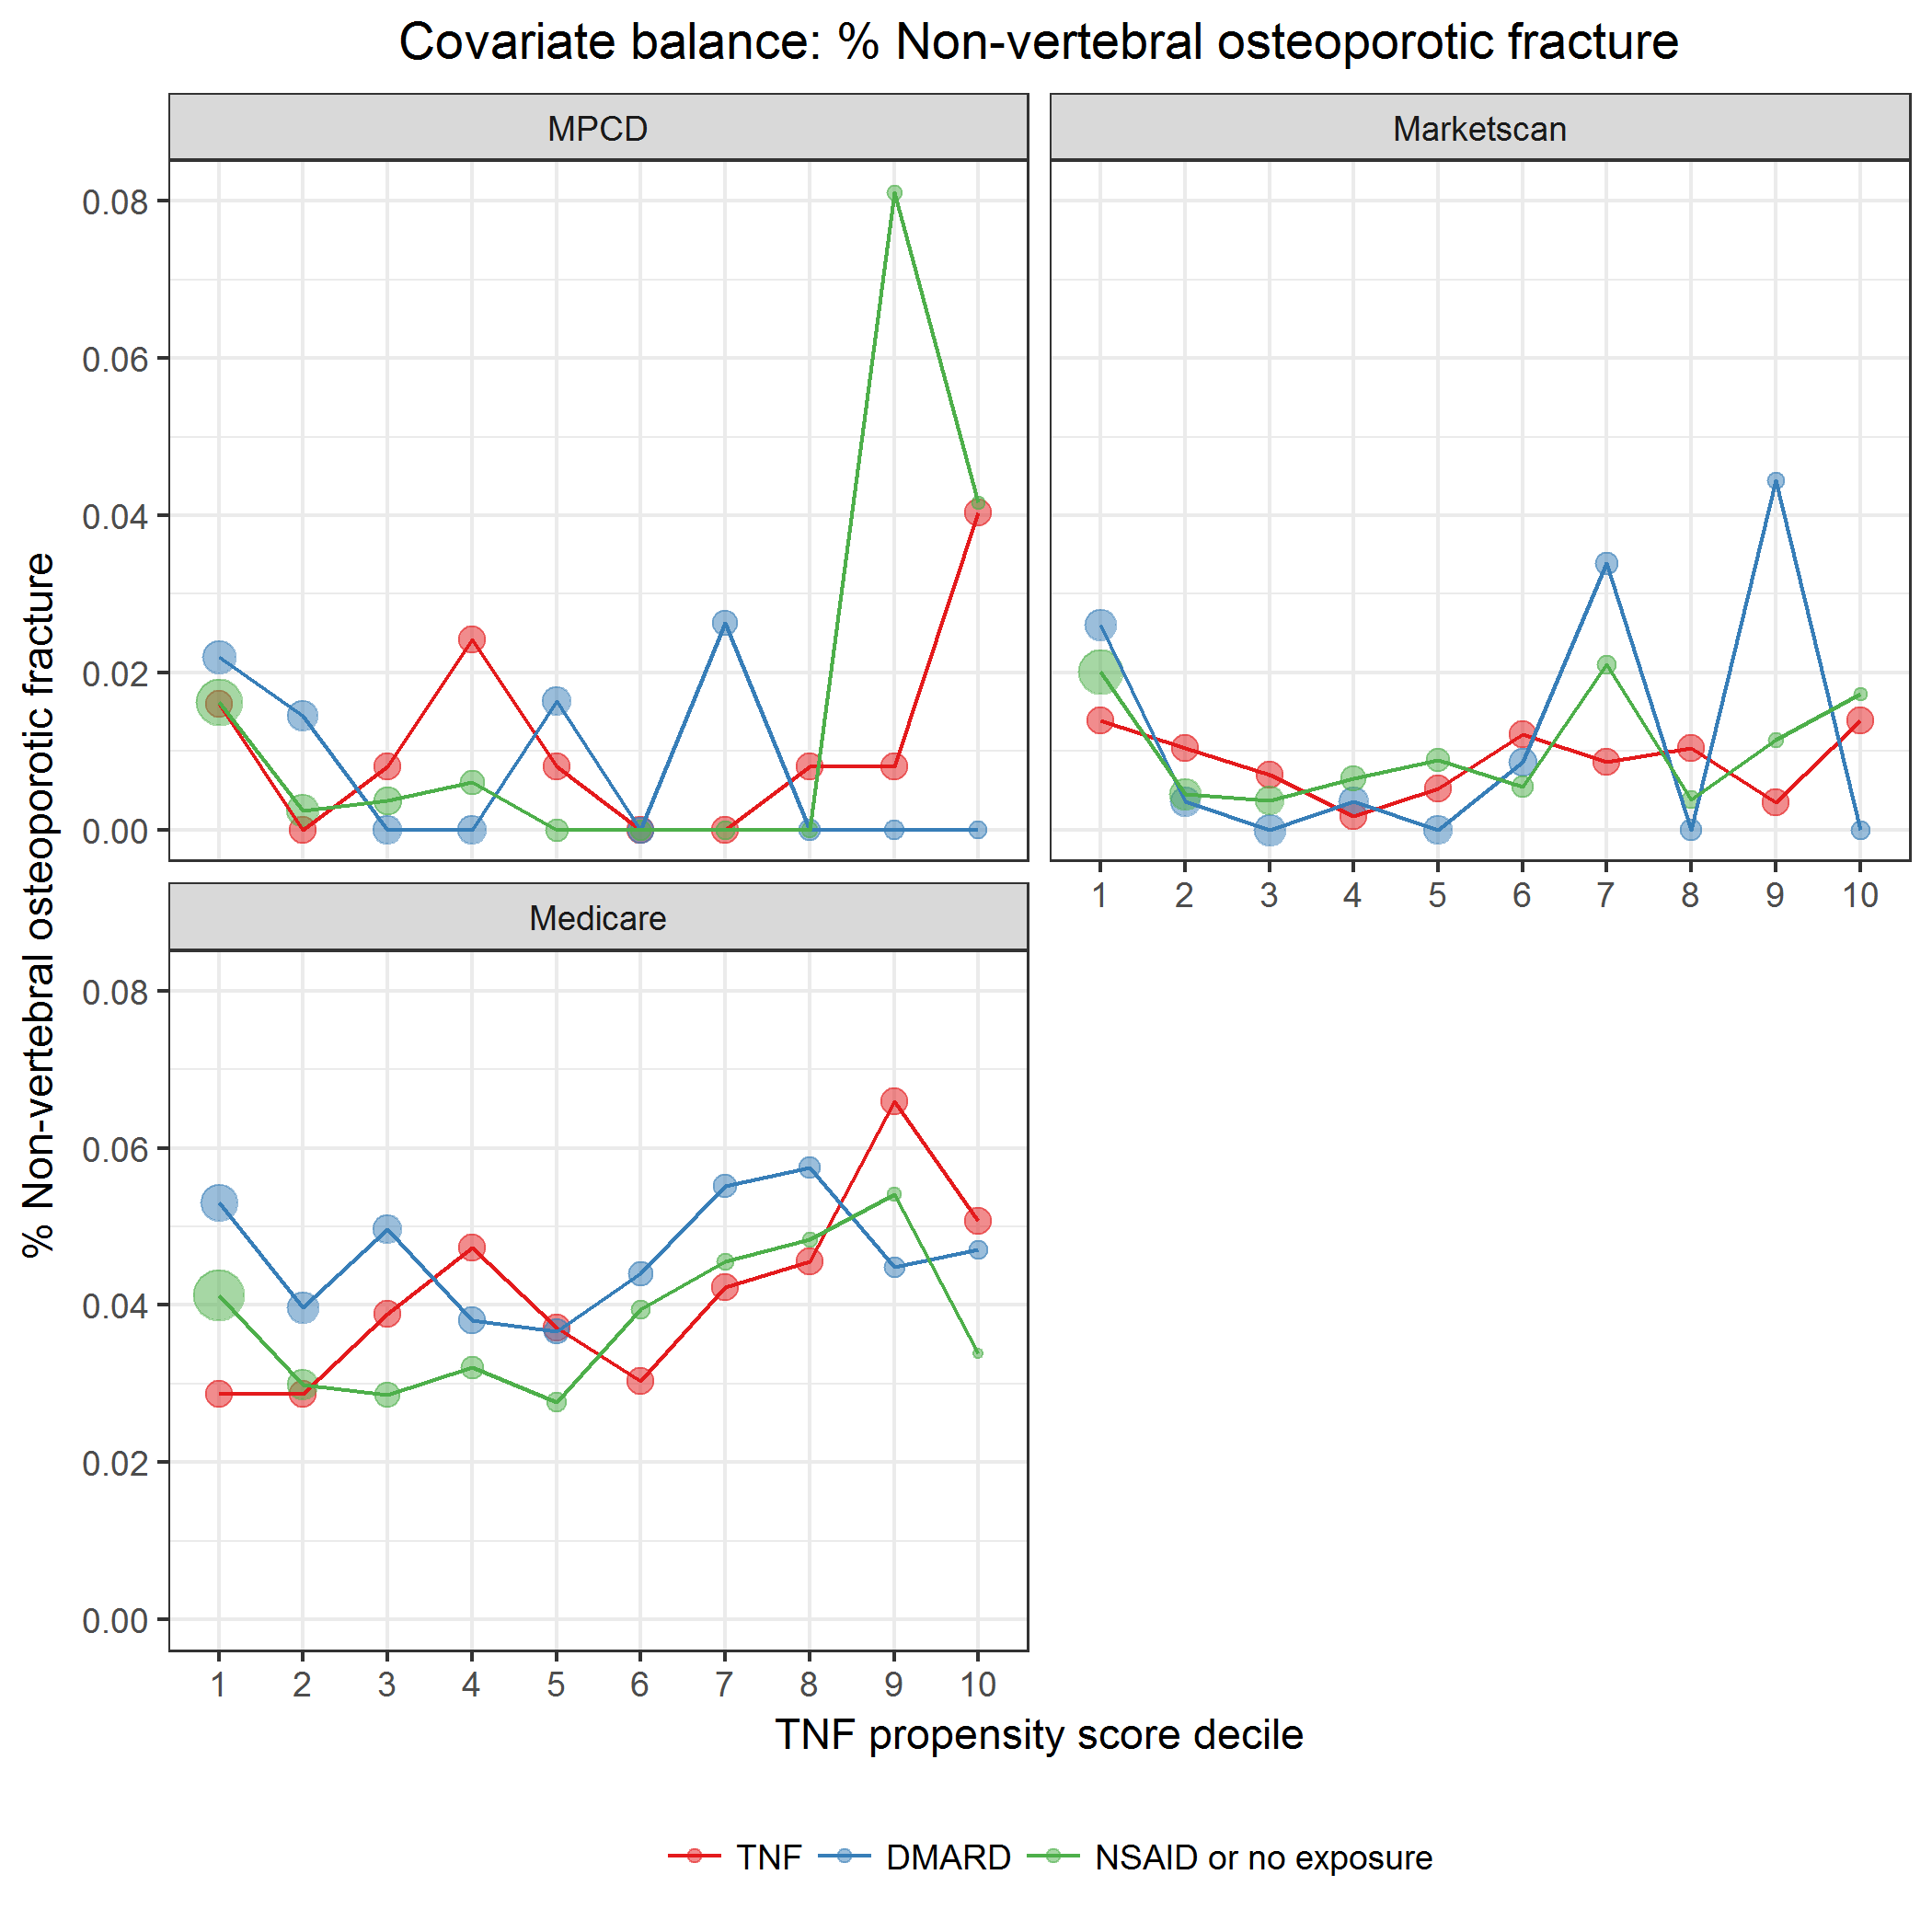 Covariate balance: % Non-vertebral osteoporotic fracture
MPCD
Marketscan
0.08
0.06
0.04
0.02
0.00
1 2 3 4 5 6 7 8 9 10
Medicare
0.08
0.06
0.04
0.02
0.00
1 2 3 4 5 6 7 8 9 10
% Non-vertebral osteoporotic fracture
TNF propensity score decile
TNF DMARD NSAID or no exposure